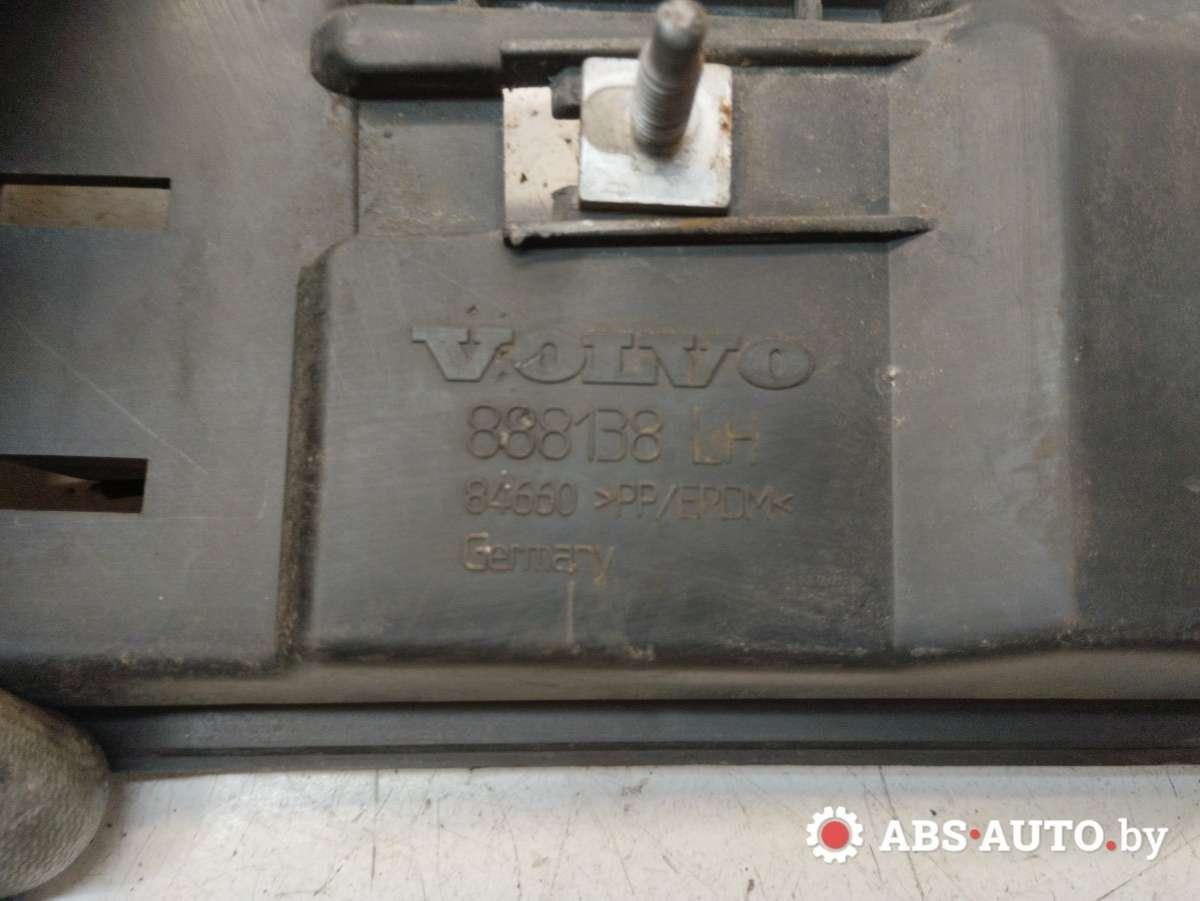 VOLVO
888138 LH
84660 >PP/EPDM<
Germany
ABS•AUTO.by